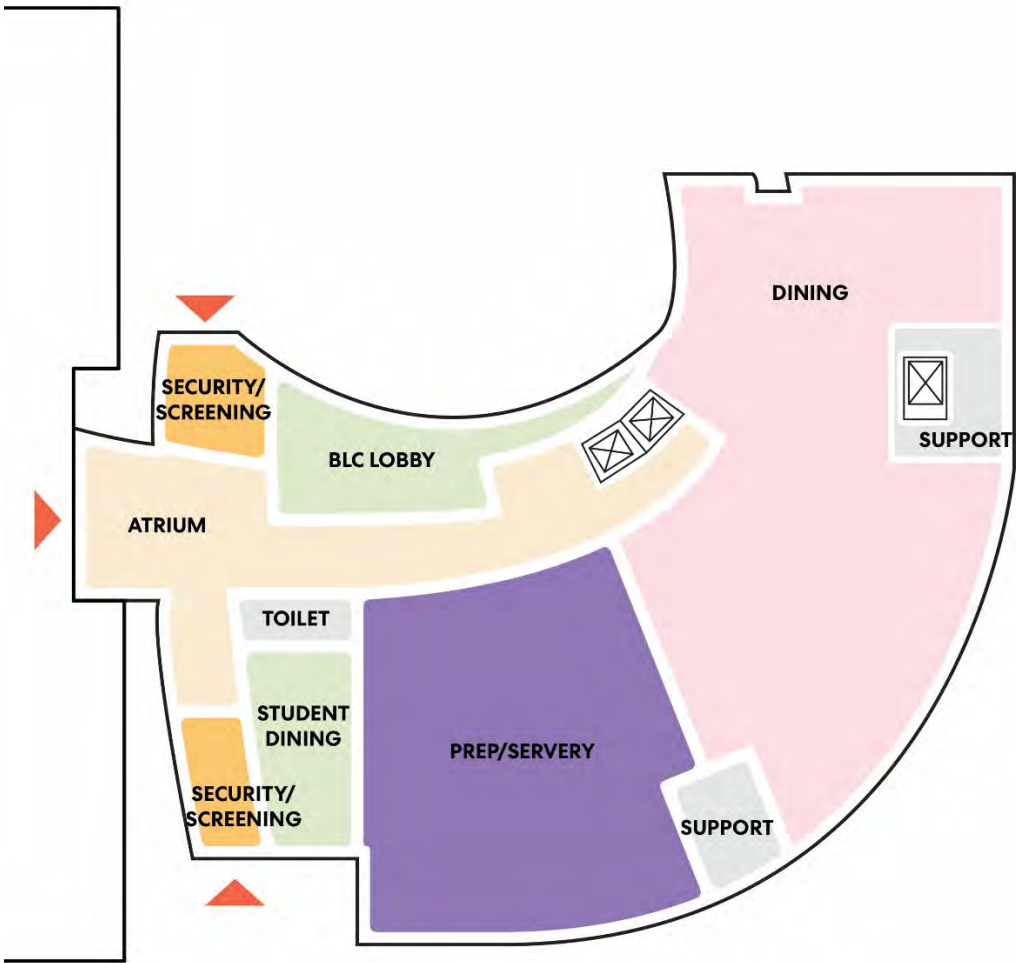 DINING
SECURITY/
SCREENING
SUPPORT
BLC LOBBY
ATRIUM
TOILET
STUDENT
DINING
PREP/SERVERY
SECURITY/
SCREENING
SUPPORT